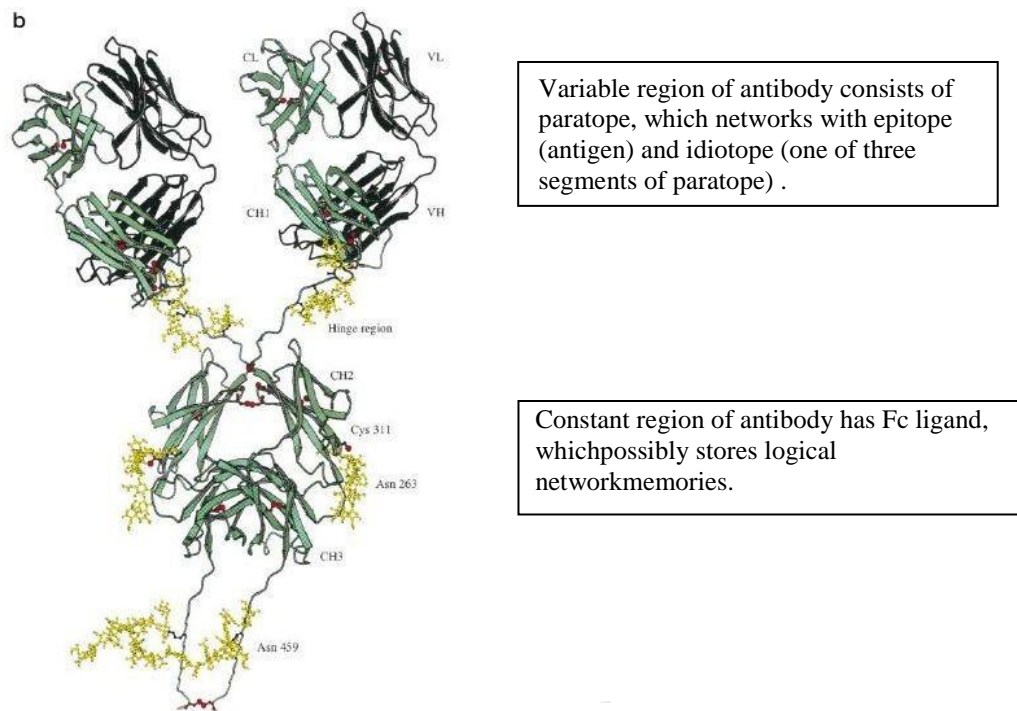 b
CL
VL
CH1
VH
Hinge region
CH2
Cys 311
Asn 263
CH3
Asn 459
Variable region of antibody consists of
paratope, which networks with epitope
(antigen) and idiotope (one of three
segments of paratope) .
Constant region of antibody has Fc ligand,
whichpossibly stores logical
networkmemories.